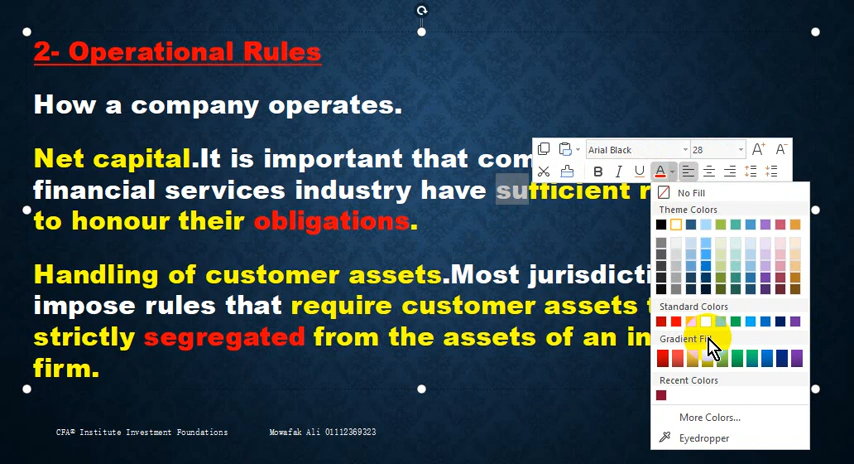 2- Operational Rules
How a company operates.
Net capital.It is important that com
financial services industry have sufficient r
to honour their obligations.
Handling of customer assets.Most jurisdicti
impose rules that require customer assets
strictly segregated from the assets of an in
firm.
CFA® Institute Investment Foundations Mowafak Ali 01112369323
Arial Black 28 A A
B I U A
No Fill
Theme Colors
Standard Colors
Gradient Fi
Recent Colors
More Colors...
Eyedropper